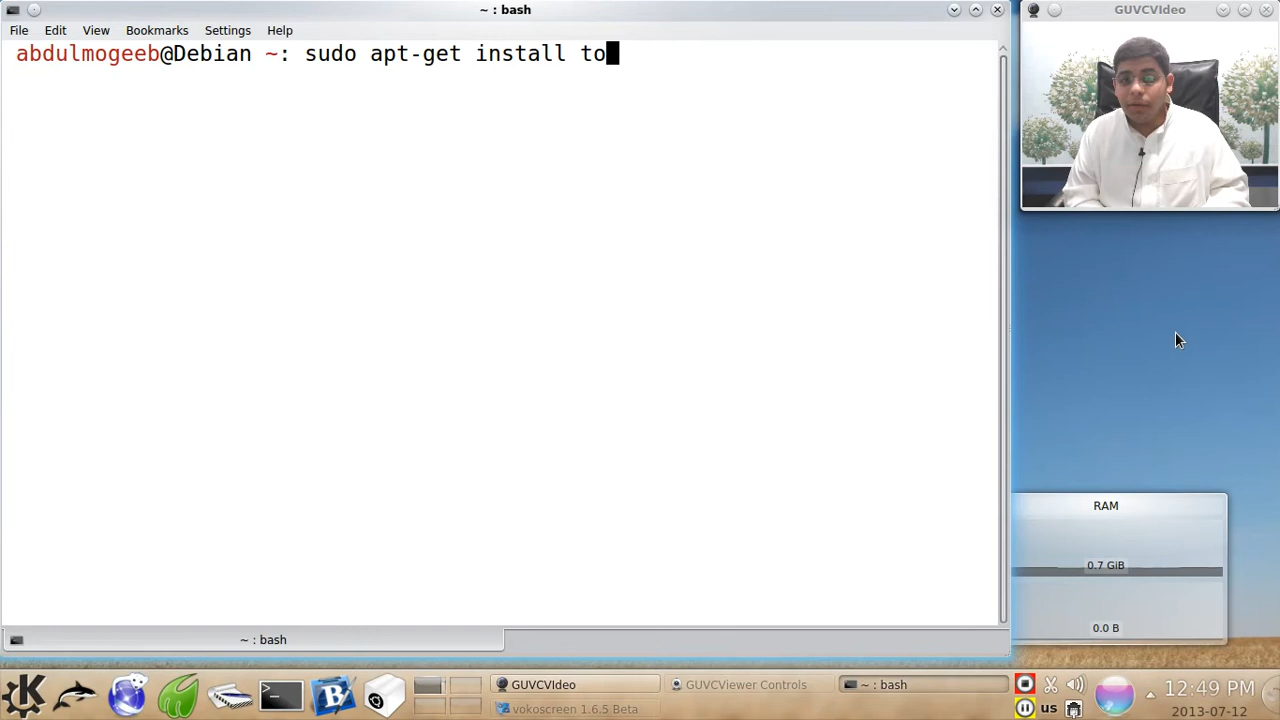 ~ : bash
GUVCVIdeo
File Edit View Bookmarks Settings Help
abdulmogeeb@Debian ~: sudo apt-get install to
RAM
0.7 GiB
0.0 B
~ : bash
GUVCVIdeo
GUVCViewer Controls
~ : bash
vokoscreen 1.6.5 Beta
us
12:49 PM
2013-07-12